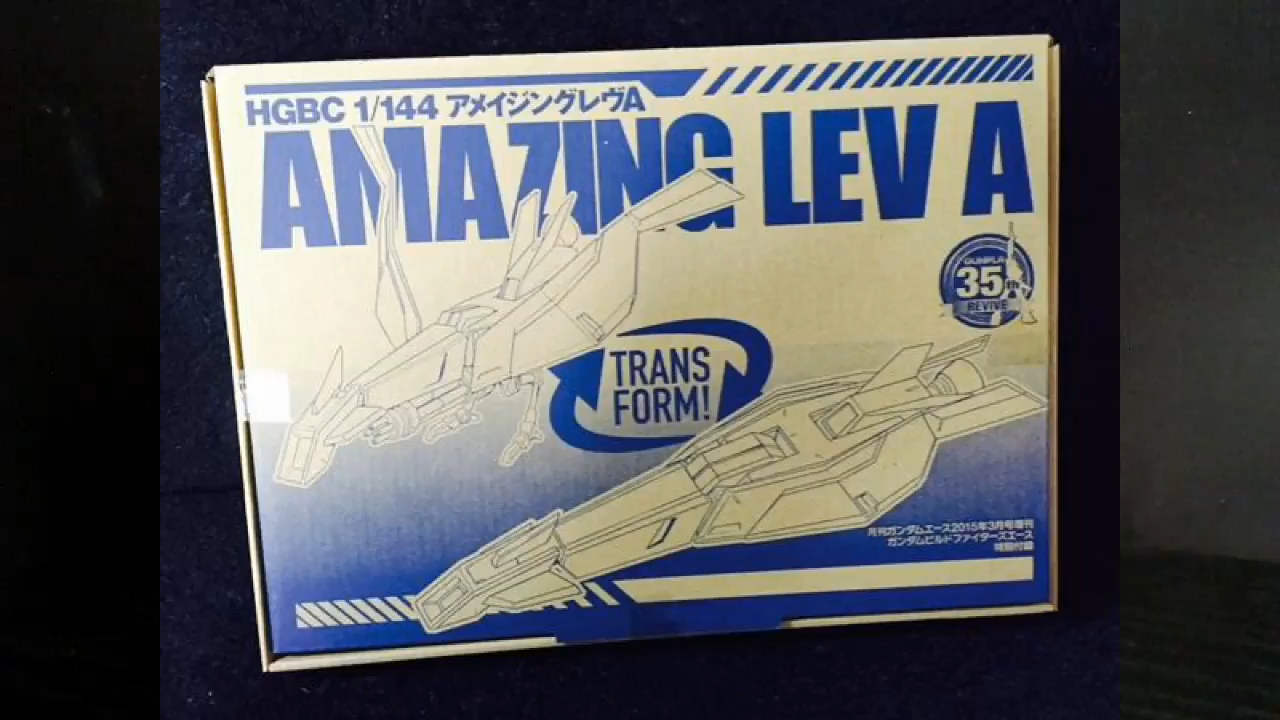 HGBC 1/144 アメイジングレヴA
AMAZING LEV A
GUNPLA
35th
REVIVE
TRANS
FORM!
月刊ガンダムエース2015年3月号増刊
ガンダムビルドファイターズエース
特別付録